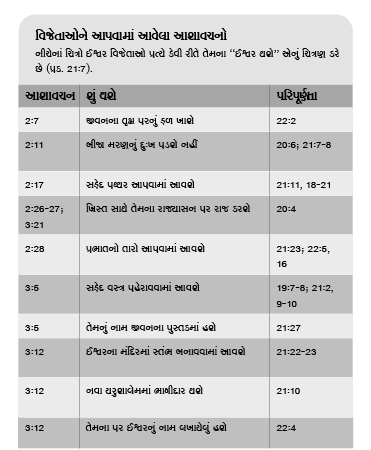 વિજેતાઓને આપવામાં આવેલા આશાવચનો
નીચેનાં ચિત્રો ઈશ્વર વિજેતાઓ પ્રત્યે કેવી રીતે તેમના “ઈશ્વર થશે” એનું ચિત્રણ કરે
છે (પ્રક. 21:7).
આશાવચન શું થશે પરિપૂર્ણતા
2:7 જીવનના વૃક્ષ પરનું ફળ ખાશે 22:2
2:11 બીજા મરણનું દુઃખ પડશે નહીં 20:6; 21:7-8
2:17 સફેદ પથ્થર આપવામાં આવશે 21:11, 18-21
2:26-27; ખ્રિસ્ત સાથે તેમના રાજ્યાસન પર રાજ કરશે 20:4
3:21
2:28 પ્રભાતનો તારો આપવામાં આવશે 21:23; 22:5,
16
3:5 સફેદ વસ્ત્ર પહેરાવવામાં આવશે 19:7-8; 21:2,
9-10
3:5 તેમનું નામ જીવનના પુસ્તકમાં હશે 21:27
3:12 ઈશ્વરના મંદિરમાં સ્તંભ બનાવવામાં આવશે 21:22-23
3:12 નવા યરુશાલેમમાં ભાગીદાર થશે 21:10
3:12 તેમના પર ઈશ્વરનું નામ લખાયેલું હશે 22:4